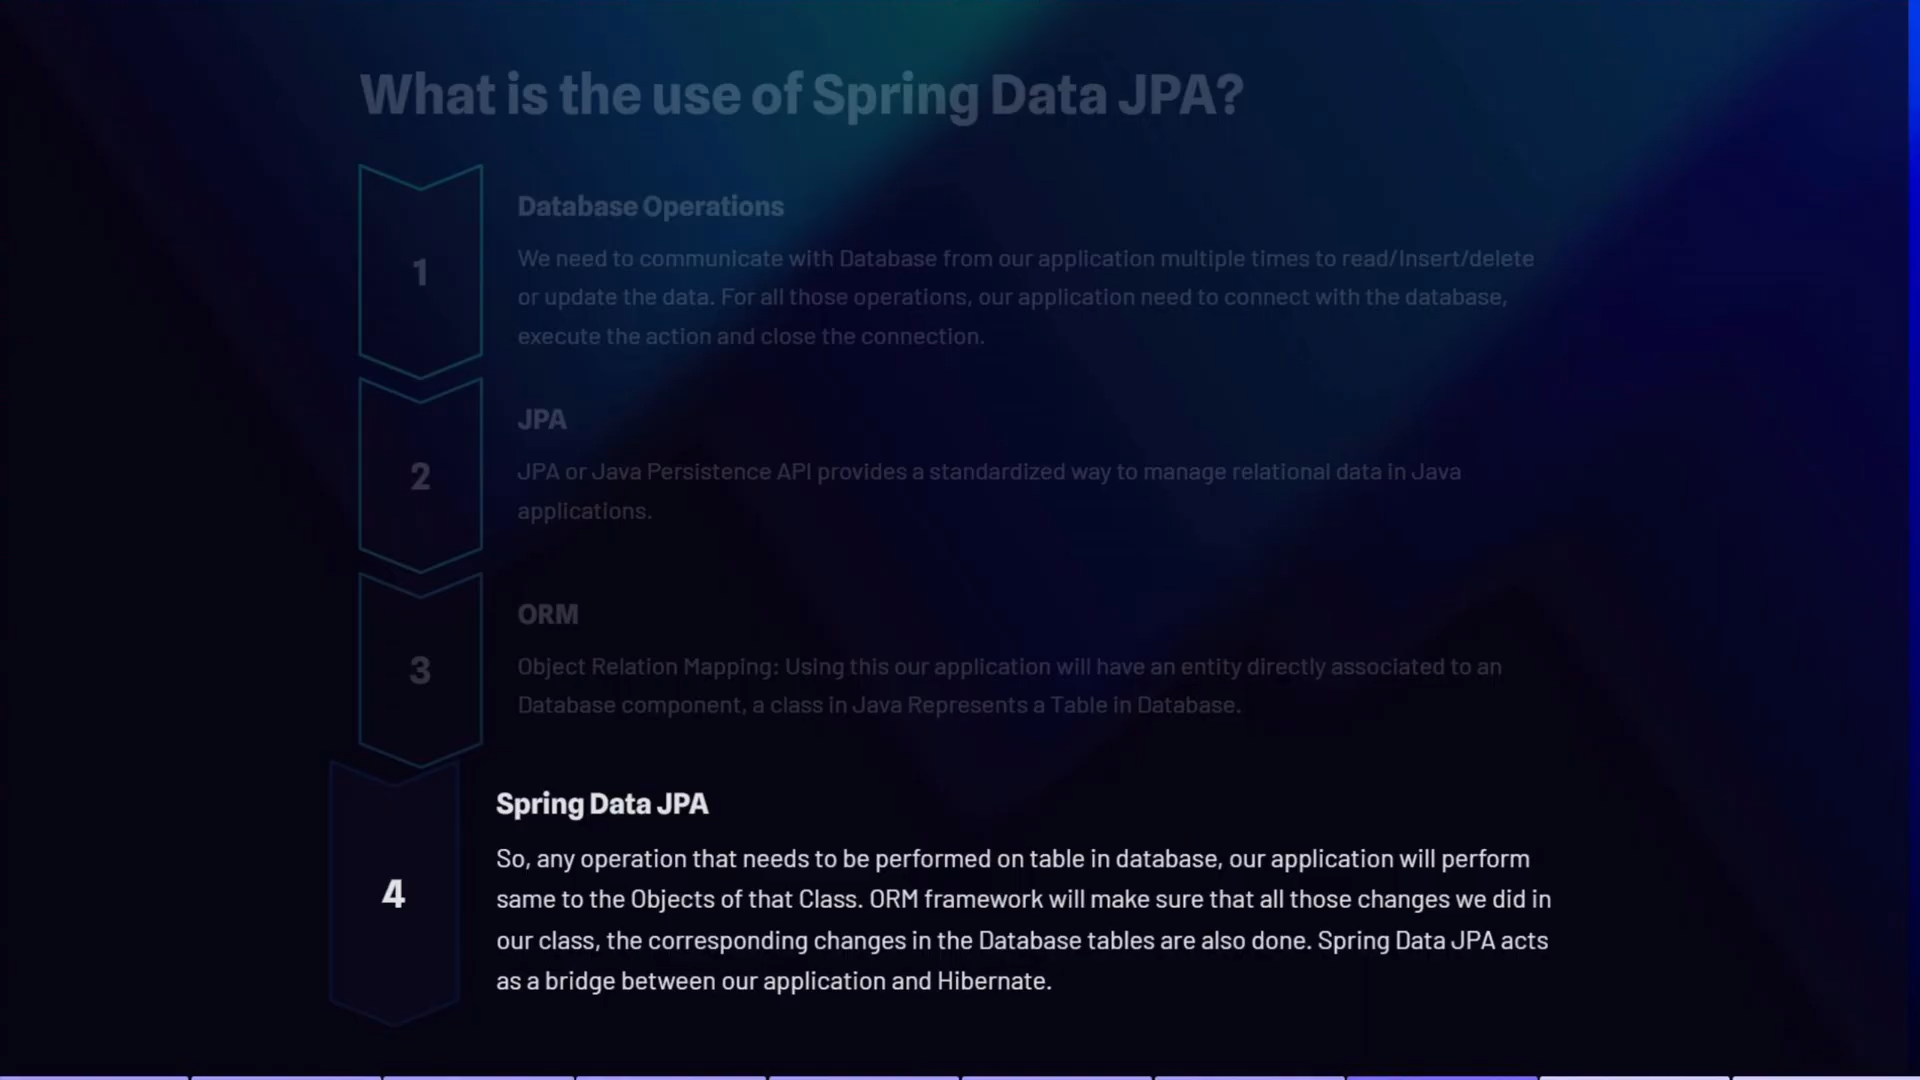 What is the use of Spring Data JPA?
1
Database Operations
We need to communicate with Database from our application multiple times to read/Insert/delete
or update the data. For all those operations, our application need to connect with the database,
execute the action and close the connection.
2
JPA
JPA or Java Persistence API provides a standardized way to manage relational data in Java
applications.
3
ORM
Object Relation Mapping: Using this our application will have an entity directly associated to an
Database component, a class in Java Represents a Table in Database.
4
Spring Data JPA
So, any operation that needs to be performed on table in database, our application will perform
same to the Objects of that Class. ORM framework will make sure that all those changes we did in
our class, the corresponding changes in the Database tables are also done. Spring Data JPA acts
as a bridge between our application and Hibernate.